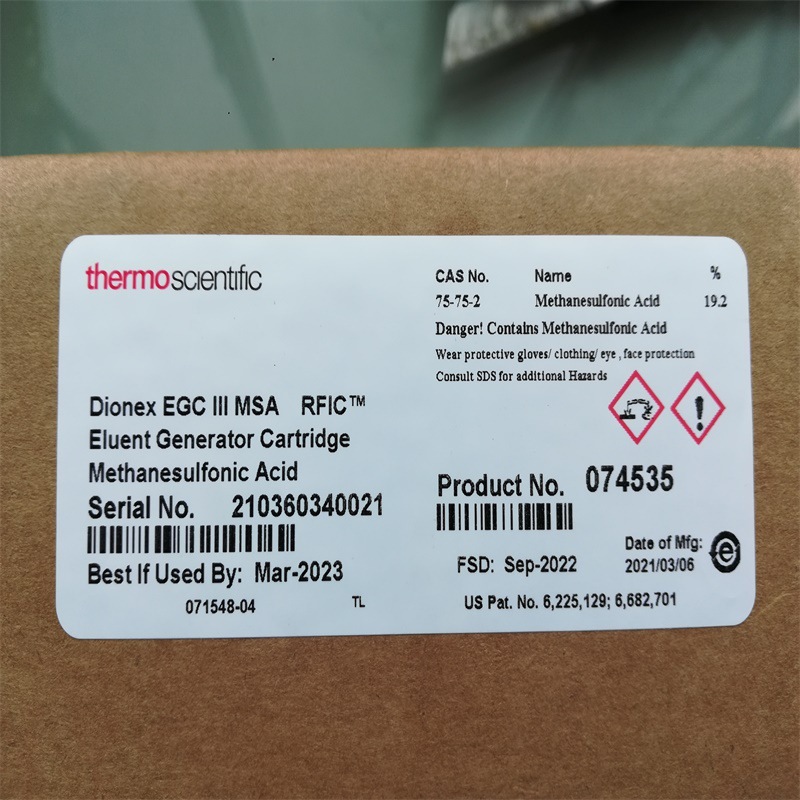 thermoscientific
Dionex EGC III MSA RFIC™
Eluent Generator Cartridge
Methanesulfonic Acid
Serial No. 210360340021
Best If Used By: Mar-2023
071548-04 TL
CAS No. Name %
75-75-2 Methanesulfonic Acid 19.2
Danger! Contains Methanesulfonic Acid
Wear protective gloves/ clothing/ eye , face protection
Consult SDS for additional Hazards
Product No. 074535
FSD: Sep-2022
Date of Mfg:
2021/03/06
e
US Pat. No. 6,225,129; 6,682,701